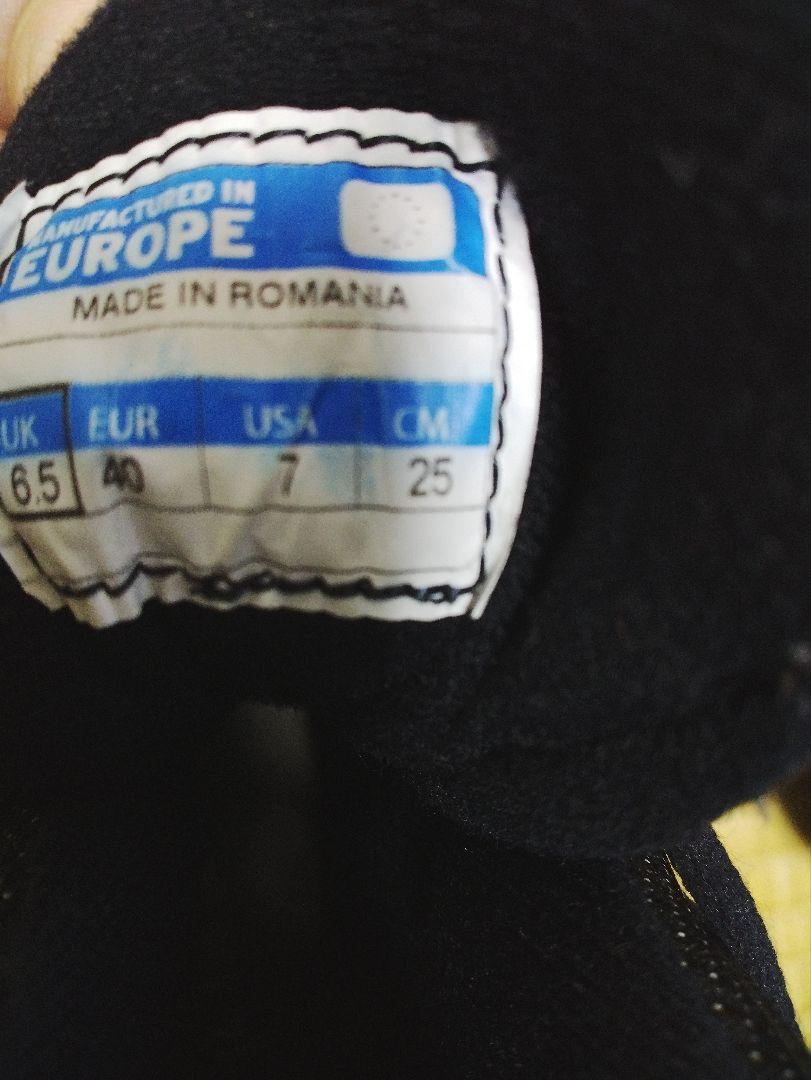 MANUFACTURED IN
EUROPE
MADE IN ROMANIA
UK EUR USA CM
6.5 40 7 25